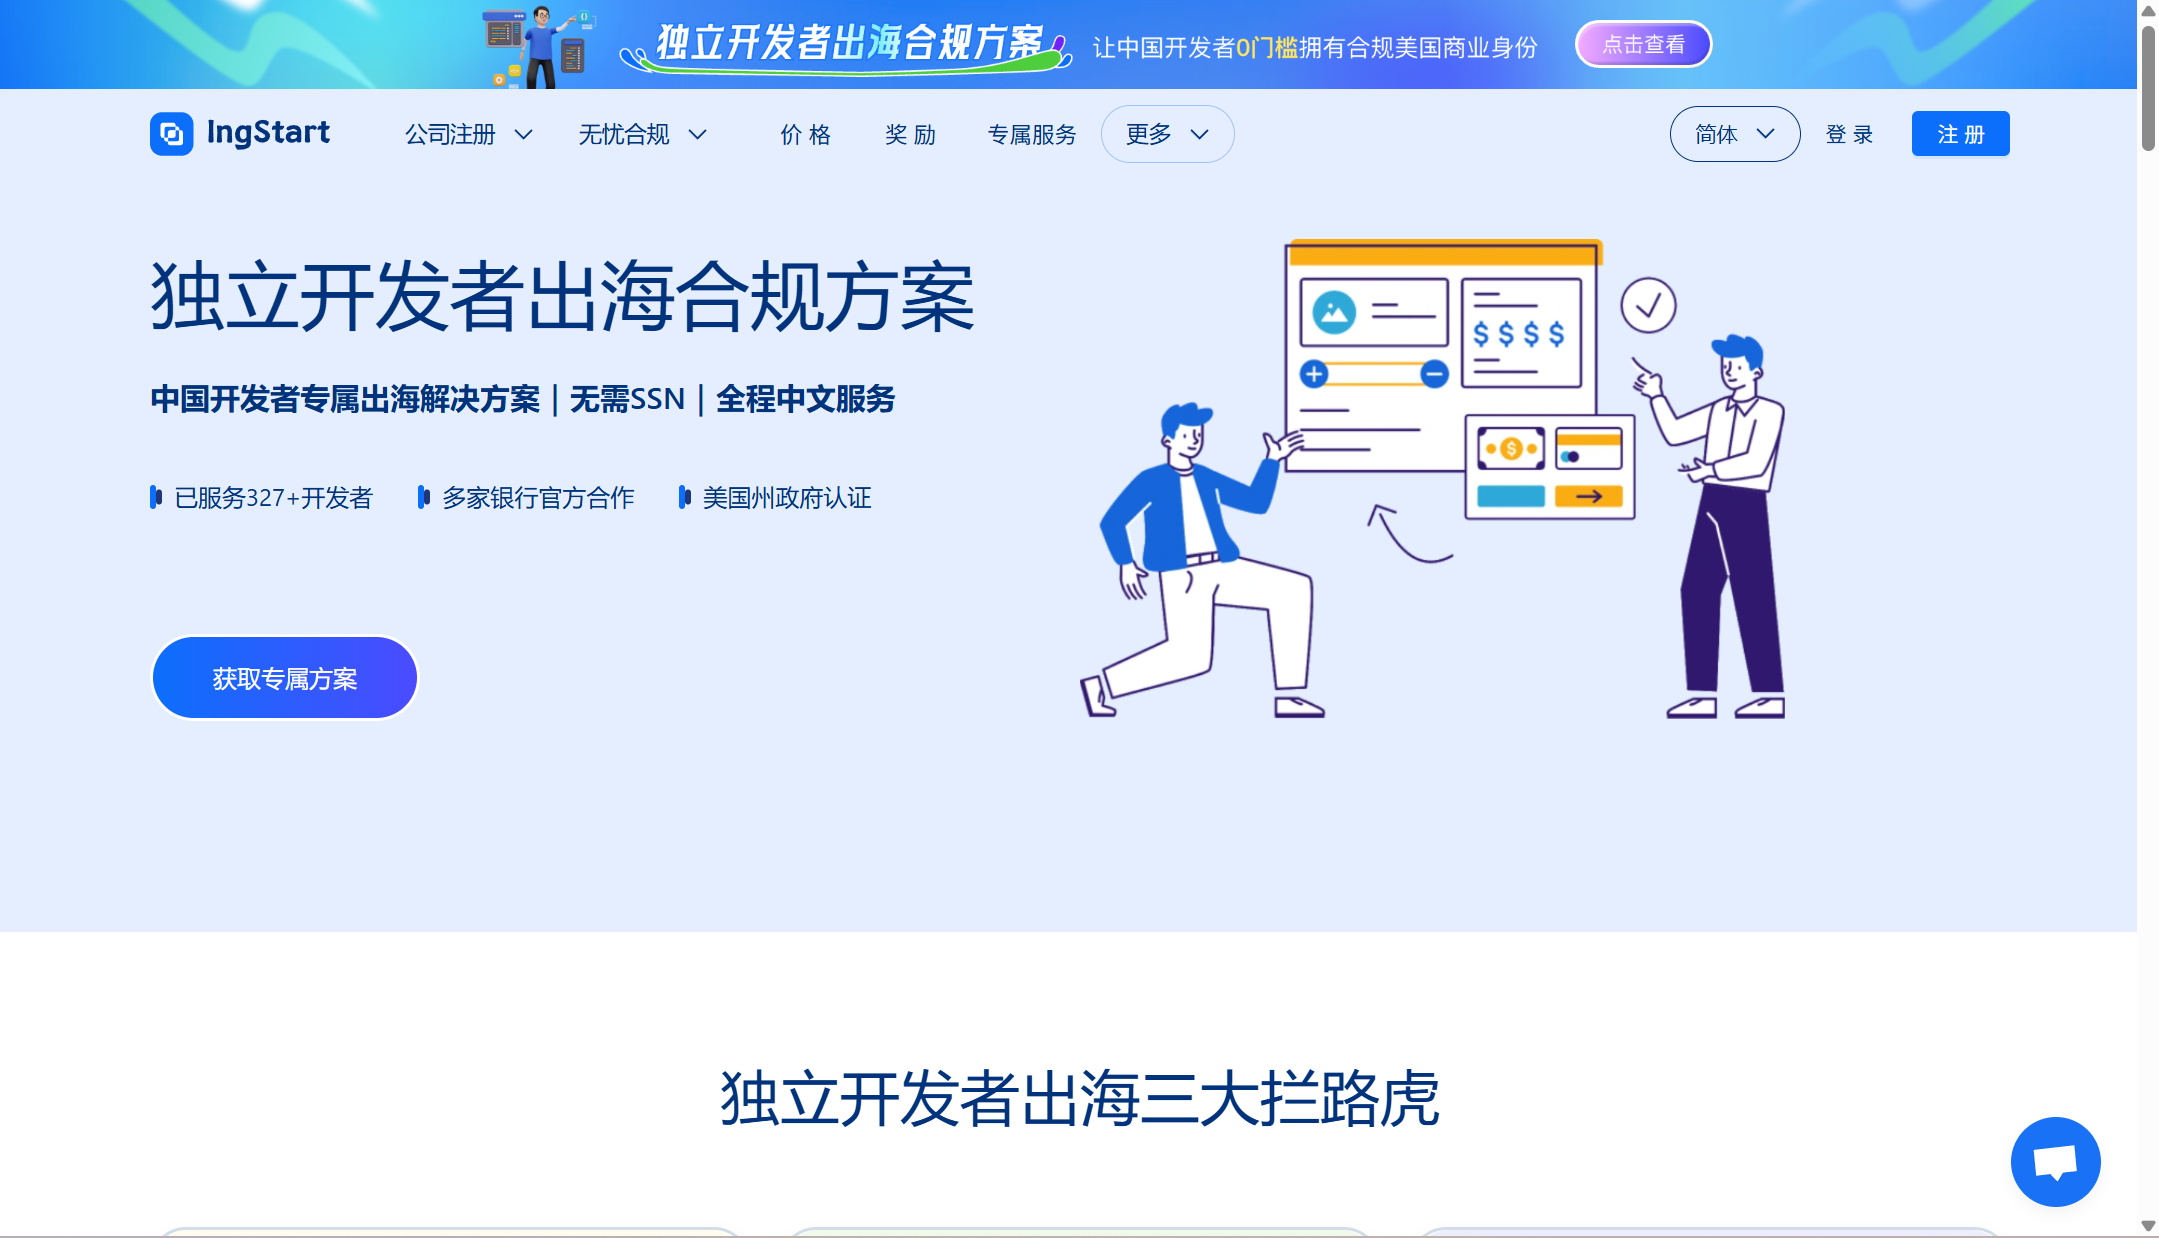 独立开发者出海合规方案
让中国开发者0门槛拥有合规美国商业身份
点击查看
IngStart
公司注册
无忧合规
价 格
奖 励
专属服务
更多
简体
登 录
注 册
独立开发者出海合规方案
中国开发者专属出海解决方案｜无需SSN｜全程中文服务
已服务327+开发者
多家银行官方合作
美国州政府认证
$ $ $ $
获取专属方案
独立开发者出海三大拦路虎